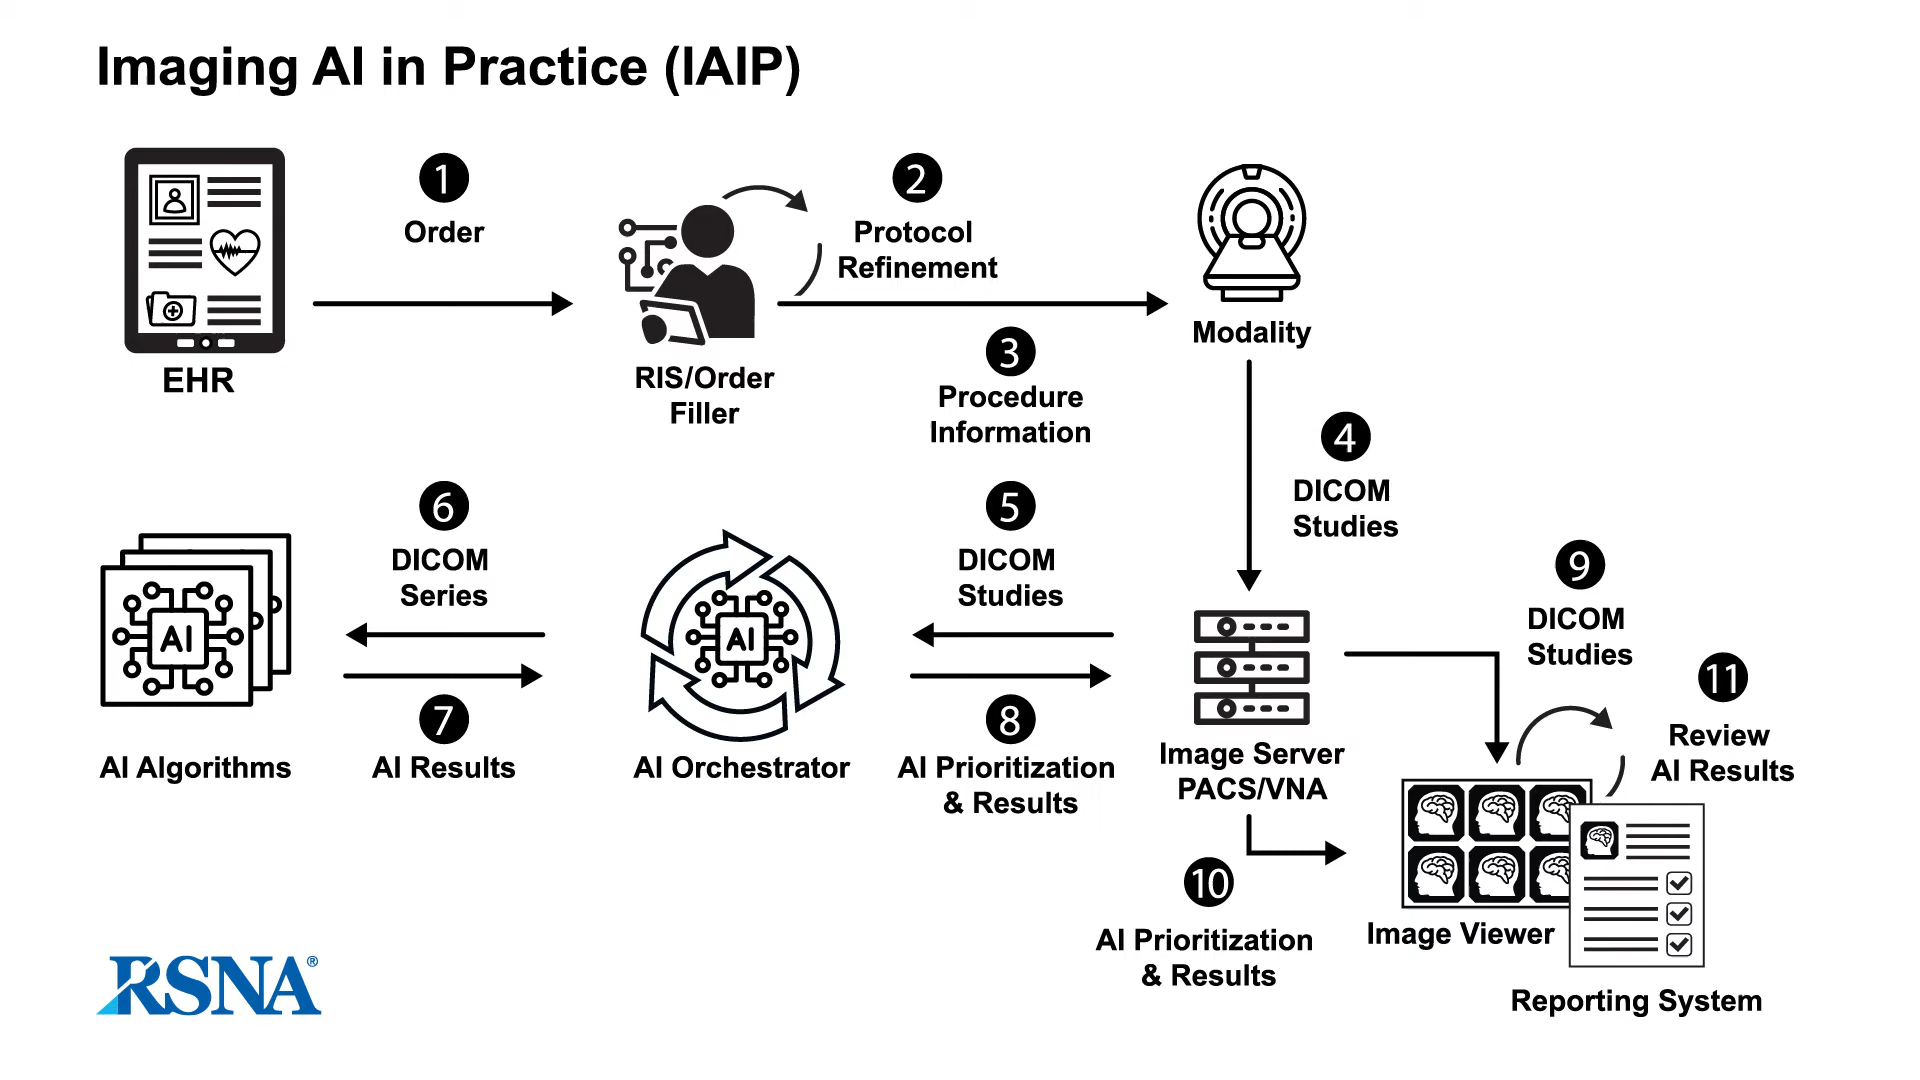 Imaging AI in Practice (IAIP)
1
Order
2
Protocol
Refinement
EHR
RIS/Order
Filler
3
Procedure
Information
Modality
4
DICOM
Studies
5
DICOM
Studies
6
DICOM
Series
AI
AI Algorithms
7
AI Results
AI
AI Orchestrator
8
AI Prioritization
& Results
Image Server
PACS/VNA
9
DICOM
Studies
10
AI Prioritization
& Results
11
Review
AI Results
Image Viewer
Reporting System
RSNA®